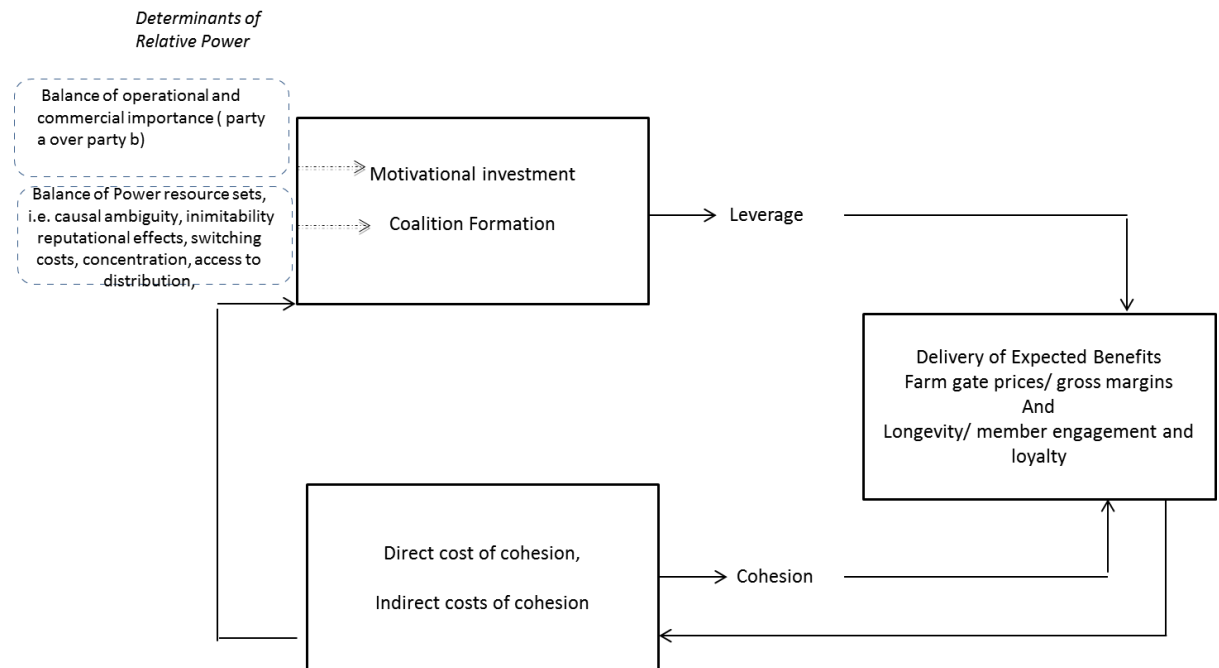 Determinants of
Relative Power
Balance of operational and
commercial importance ( party
a over party b)
Balance of Power resource sets,
i.e. causal ambiguity, inimitability
reputational effects, switching
costs, concentration, access to
distribution,
Motivational investment
Coalition Formation
Leverage
Delivery of Expected Benefits
Farm gate prices/ gross margins
And
Longevity/ member engagement and
loyalty
Direct cost of cohesion,
Indirect costs of cohesion
Cohesion